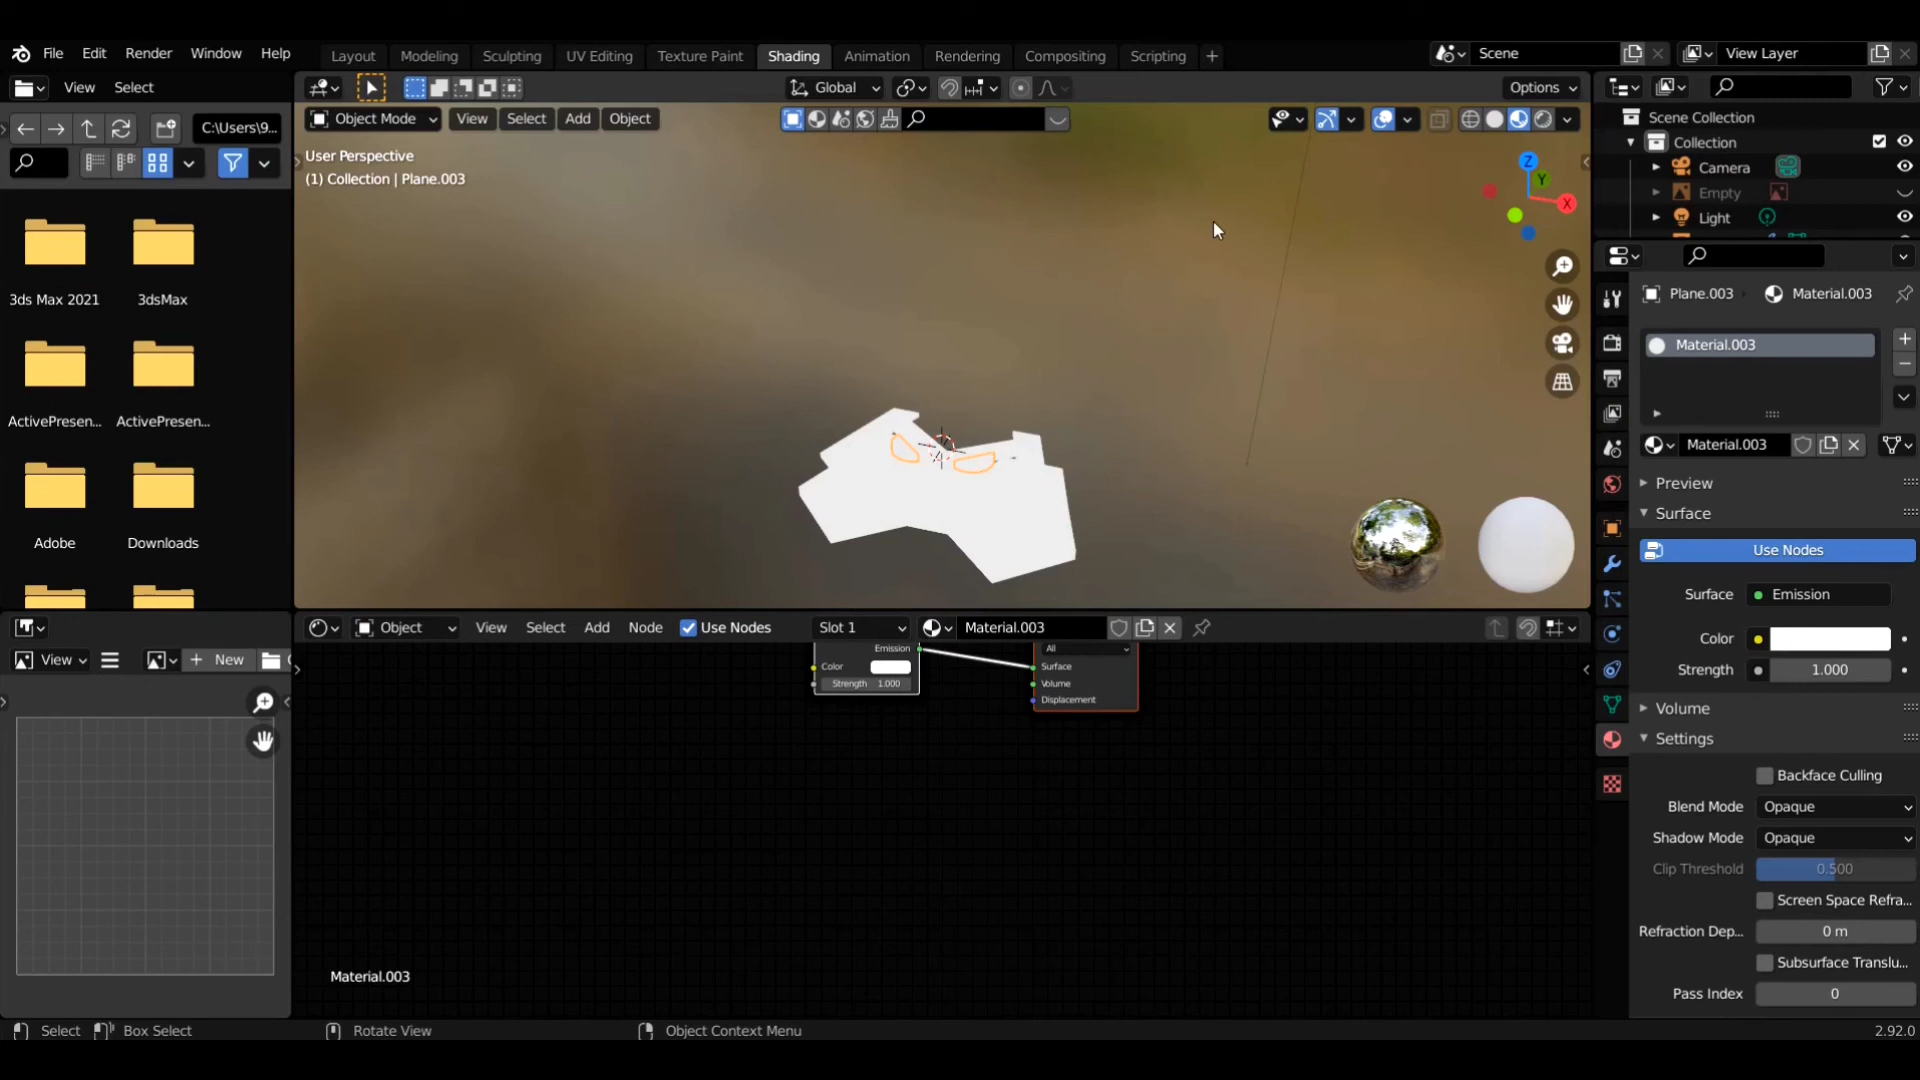 File Edit Render Window Help
Layout Modeling Sculpting UV Editing Texture Paint Shading Animation Rendering Compositing Scripting +
Scene
View Layer
View Select
Global
Options
C:\Users\9...
Object Mode View Select Add Object
User Perspective
(1) Collection | Plane.003
Z
Y
X
Scene Collection
Collection
Camera
Empty
Light
3ds Max 2021 3dsMax
ActivePresen... ActivePresen...
Adobe Downloads
Plane.003 Material.003
Material.003
Material.003
Preview
Surface
Use Nodes
Surface Emission
Color
Strength 1.000
Volume
Settings
Backface Culling
Blend Mode Opaque
Shadow Mode Opaque
Clip Threshold 0.500
Screen Space Refra...
Refraction Dep... 0 m
Subsurface Translu...
Pass Index 0
Object View Select Add Node Use Nodes Slot 1 Material.003
View + New
Emission
Color
Strength 1.000
All
Surface
Volume
Displacement
Material.003
Select Box Select Rotate View Object Context Menu 2.92.0